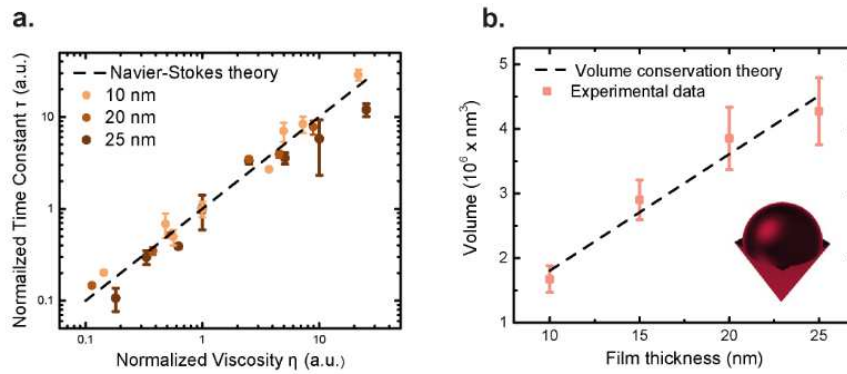 a.
Normalized Time Constant τ (a.u.)
10
1
0.1
Navier-Stokes theory
10 nm
20 nm
25 nm
0.1 1 10
Normalized Viscosity η (a.u.)
b.
Volume (10⁶ x nm³)
5
4
3
2
1
Volume conservation theory
Experimental data
10 15 20 25
Film thickness (nm)